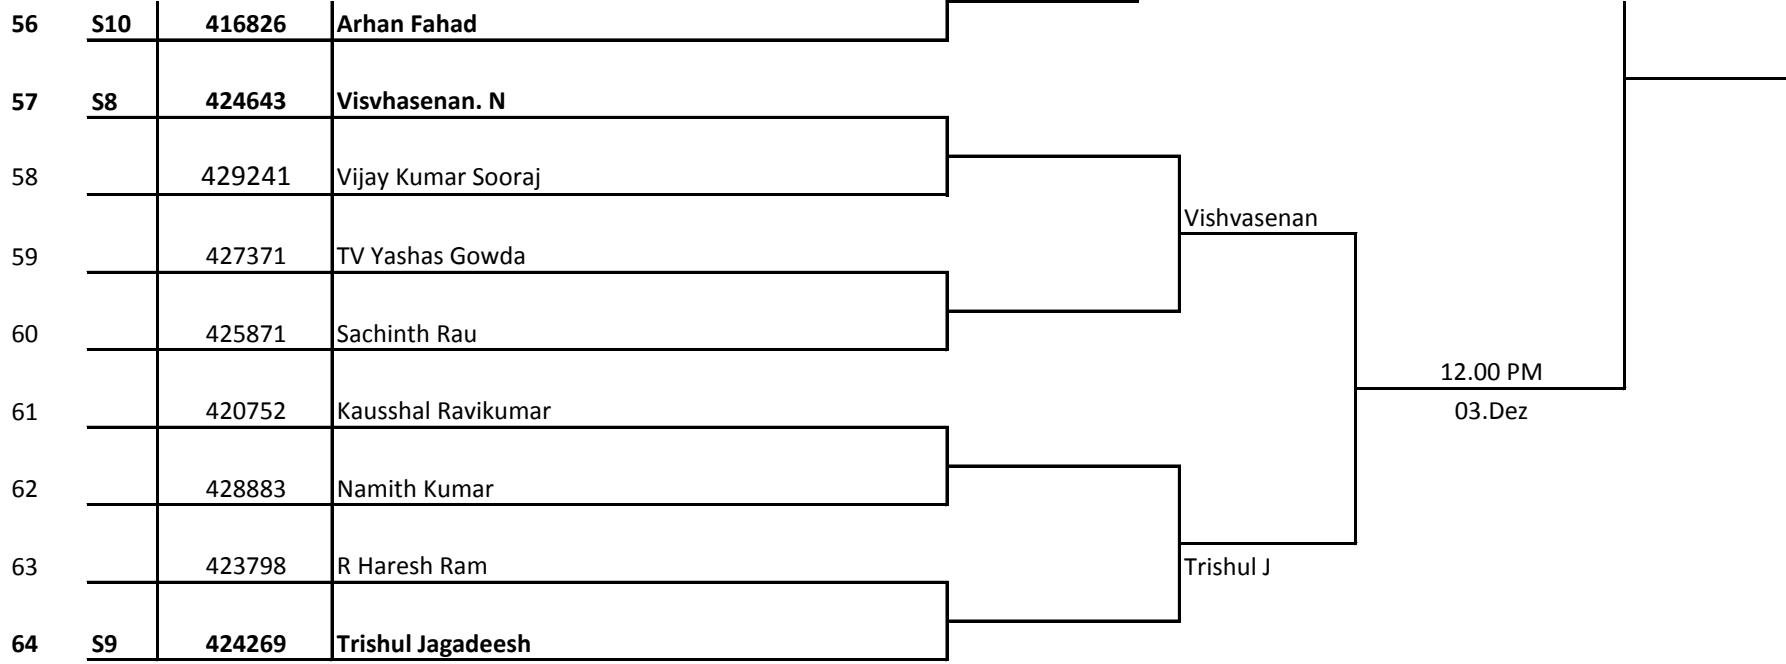 56 S10 416826 Arhan Fahad
57 S8 424643 Visvhasenan. N
58 429241 Vijay Kumar Sooraj
Vishvasenan
59 427371 TV Yashas Gowda
60 425871 Sachinth Rau
12.00 PM
61 420752 Kausshal Ravikumar 03.Dez
62 428883 Namith Kumar
63 423798 R Haresh Ram Trishul J
64 S9 424269 Trishul Jagadeesh